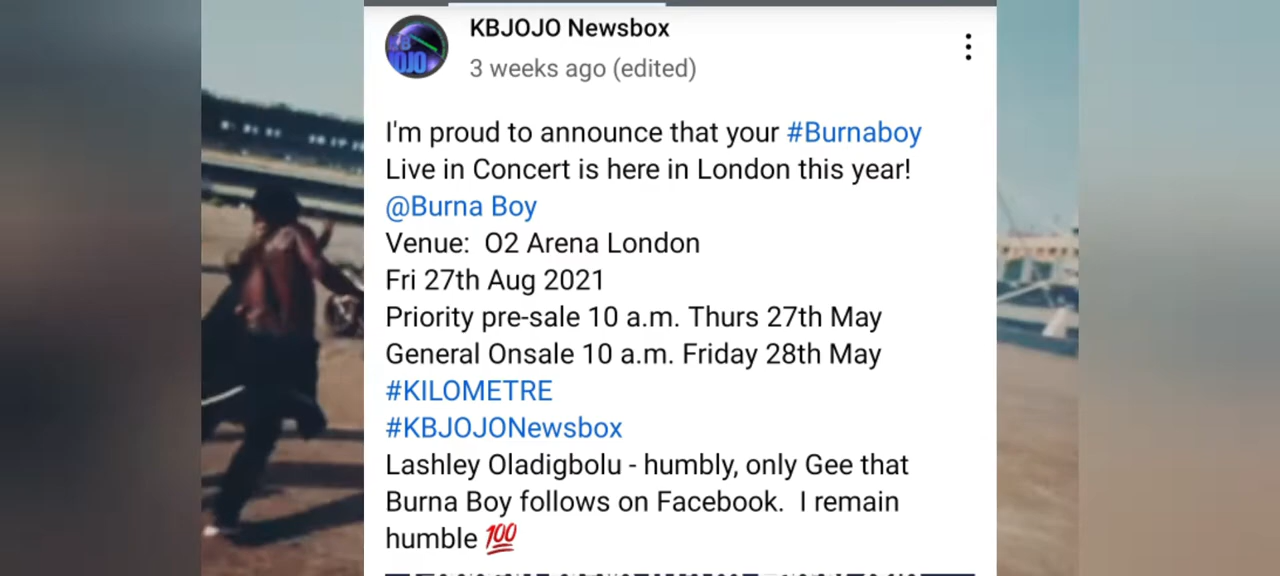 KB
JOJO
KBJOJO Newsbox
3 weeks ago (edited)
I'm proud to announce that your #Burnaboy
Live in Concert is here in London this year!
@Burna Boy
Venue:  O2 Arena London
Fri 27th Aug 2021
Priority pre-sale 10 a.m. Thurs 27th May
General Onsale 10 a.m. Friday 28th May
#KILOMETRE
#KBJOJONewsbox
Lashley Oladigbolu - humbly, only Gee that
Burna Boy follows on Facebook.  I remain
humble 💯